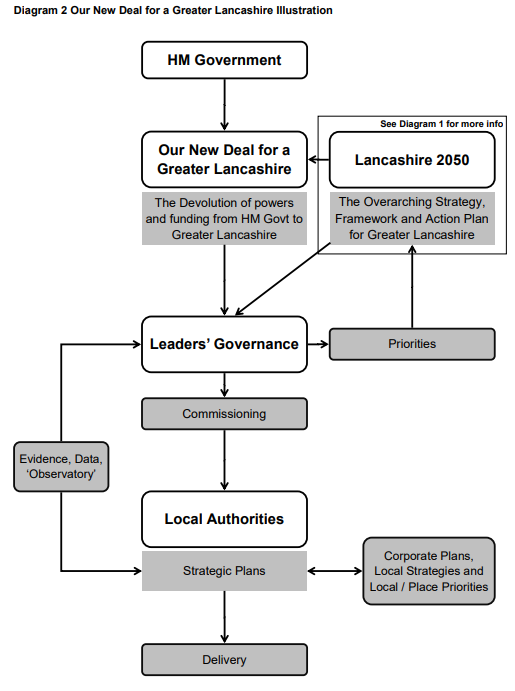 Diagram 2 Our New Deal for a Greater Lancashire Illustration
HM Government
See Diagram 1 for more info
Our New Deal for a
Greater Lancashire
Lancashire 2050
The Devolution of powers
and funding from HM Govt to
Greater Lancashire
The Overarching Strategy,
Framework and Action Plan
for Greater Lancashire
Leaders’ Governance
Priorities
Commissioning
Evidence, Data,
‘Observatory’
Local Authorities
Strategic Plans
Corporate Plans,
Local Strategies and
Local / Place Priorities
Delivery